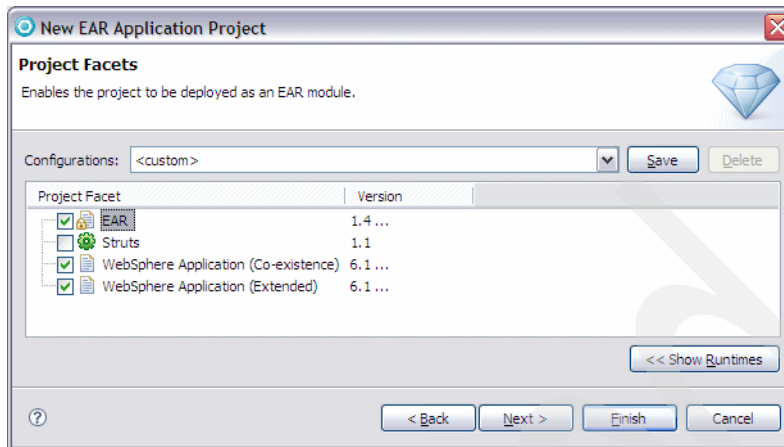 New EAR Application Project
Project Facets
Enables the project to be deployed as an EAR module.
Configurations: <custom> Save Delete
Project Facet Version
EAR 1.4 ...
Struts 1.1
WebSphere Application (Co-existence) 6.1 ...
WebSphere Application (Extended) 6.1 ...
<< Show Runtimes
? < Back Next > Finish Cancel